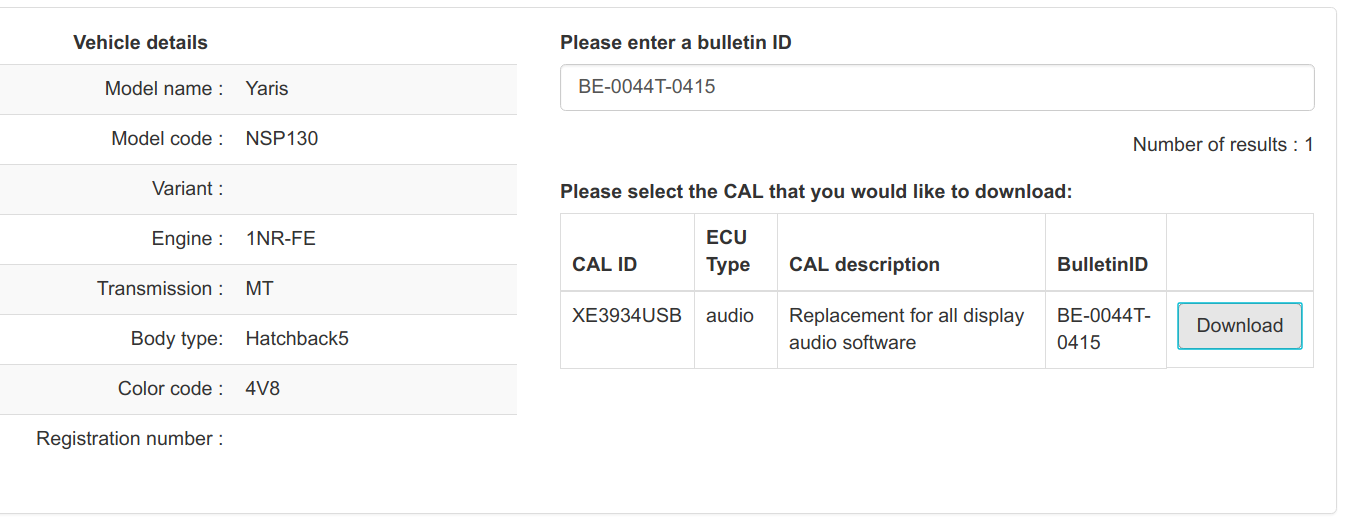 Vehicle details
Model name : Yaris
Model code : NSP130
Variant :
Engine : 1NR-FE
Transmission : MT
Body type: Hatchback5
Color code : 4V8
Registration number :
Please enter a bulletin ID
BE-0044T-0415
Number of results : 1
Please select the CAL that you would like to download:
CAL ID ECU Type CAL description BulletinID
XE3934USB audio Replacement for all display audio software BE-0044T-0415 Download